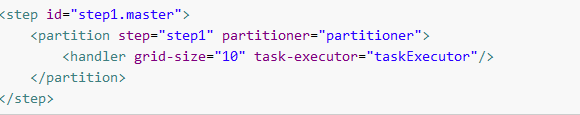 <step id="step1.master">
    <partition step="step1" partitioner="partitioner">
        <handler grid-size="10" task-executor="taskExecutor"/>
    </partition>
</step>